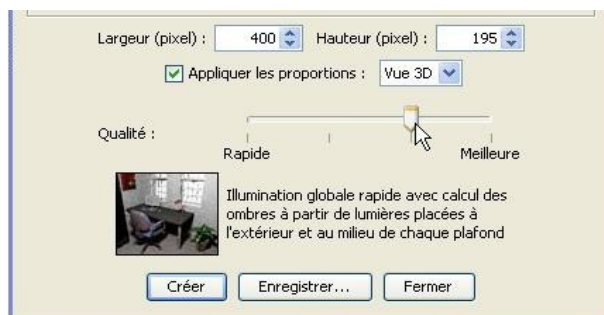 Largeur (pixel) : 400 Hauteur (pixel) : 195
Appliquer les proportions : Vue 3D
Qualité :
Rapide Meilleure
Illumination globale rapide avec calcul des
ombres à partir de lumières placées à
l'extérieur et au milieu de chaque plafond
Créer Enregistrer... Fermer